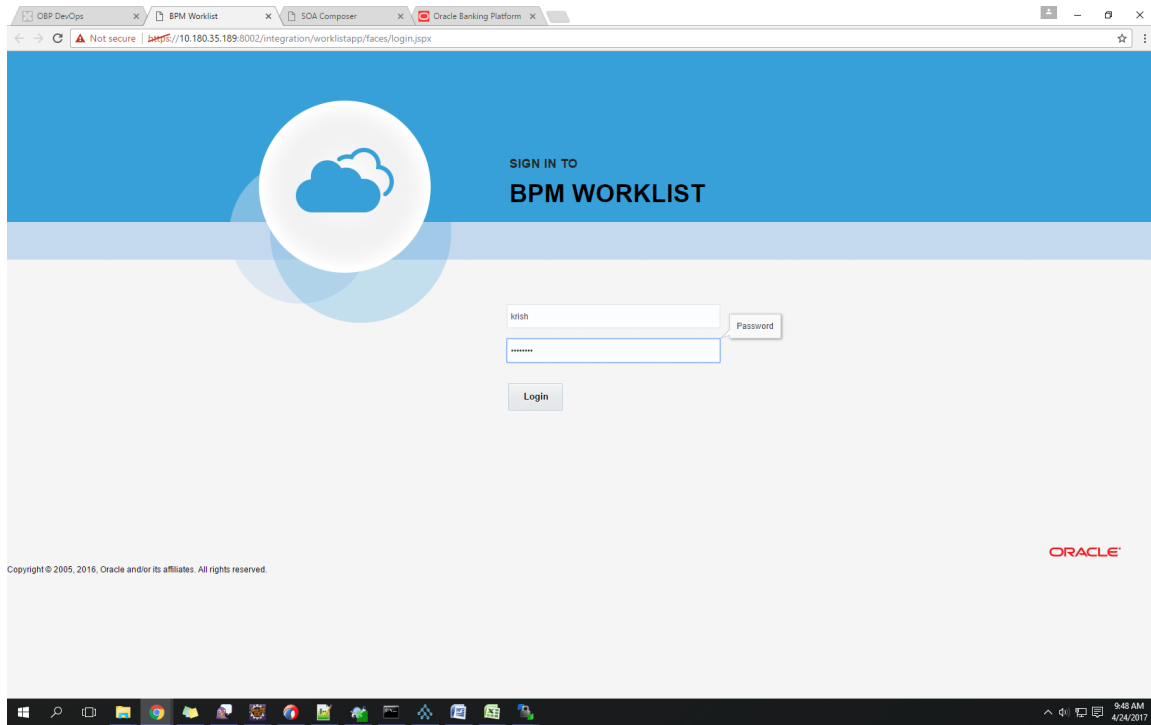 OBP DevOps
BPM Worklist
SOA Composer
Oracle Banking Platform
Not secure | https://10.180.35.189:8002/integration/worklistapp/faces/login.jspx
SIGN IN TO
BPM WORKLIST
krish
Password
••••••••
Login
ORACLE
Copyright © 2005, 2016, Oracle and/or its affiliates. All rights reserved.
9:48 AM
4/24/2017